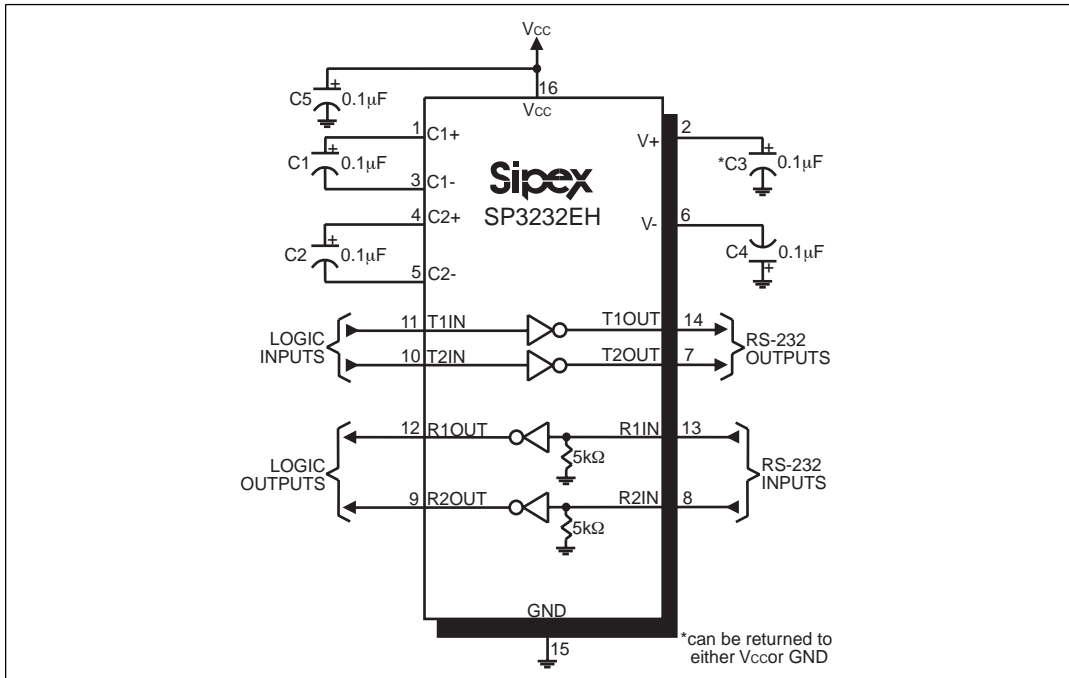 Vcc
16
Vcc
C5 + 0.1µF
1 C1+
C1 + 0.1µF
3 C1-
4 C2+
C2 + 0.1µF
5 C2-
Sipex
SP3232EH
V+ 2
*C3 + 0.1µF
V- 6
C4 0.1µF +
LOGIC
INPUTS
11 T1IN T1OUT 14
10 T2IN T2OUT 7
RS-232
OUTPUTS
LOGIC
OUTPUTS
12 R1OUT R1IN 13
5kΩ
9 R2OUT R2IN 8
5kΩ
RS-232
INPUTS
GND
15
*can be returned to
either Vccor GND